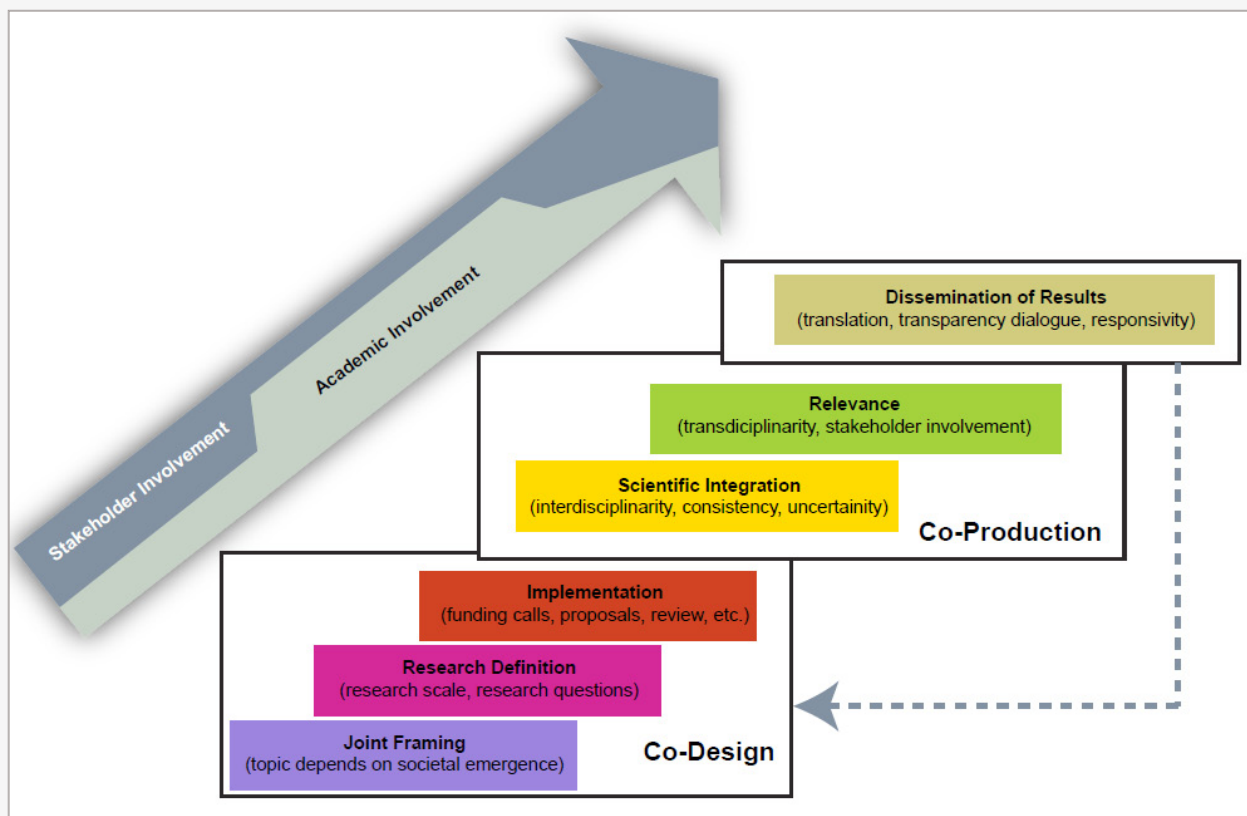 Stakeholder Involvement
Academic Involvement
Dissemination of Results
(translation, transparency dialogue, responsivity)
Relevance
(transdiciplinarity, stakeholder involvement)
Scientific Integration
(interdisciplinarity, consistency, uncertainity)
Co-Production
Implementation
(funding calls, proposals, review, etc.)
Research Definition
(research scale, research questions)
Joint Framing
(topic depends on societal emergence)
Co-Design